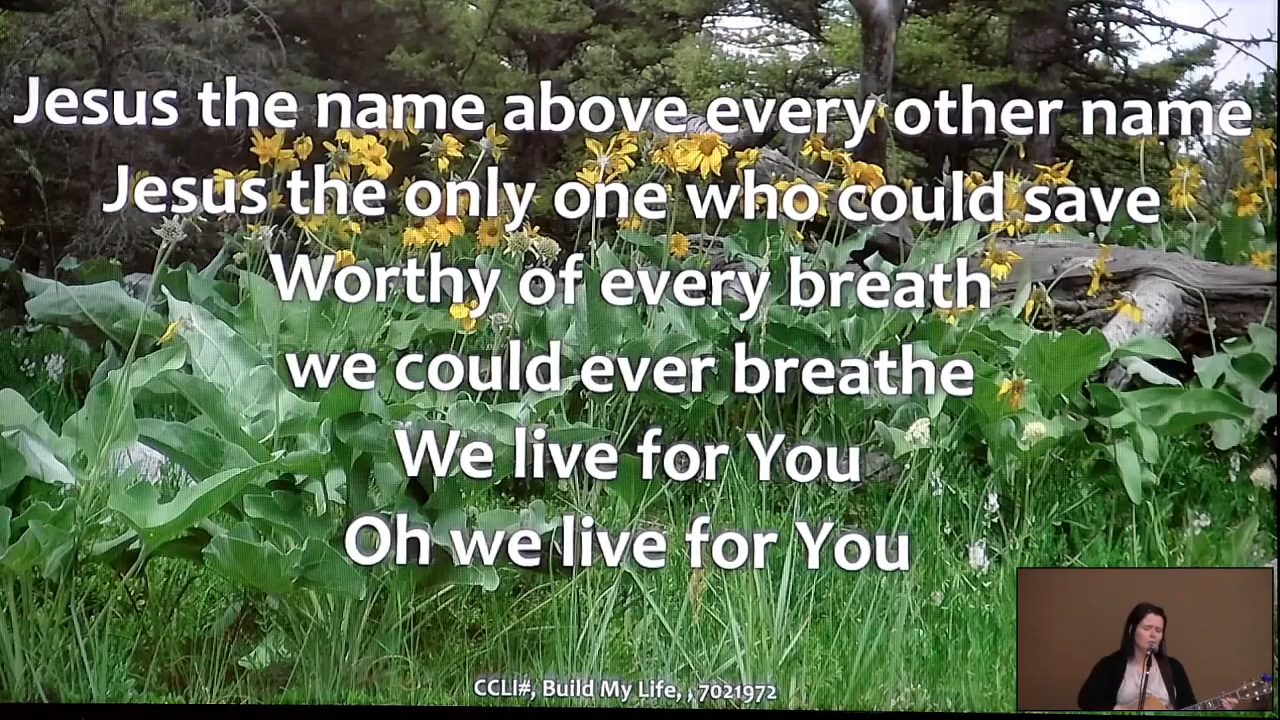 Jesus the name above every other name
Jesus the only one who could save
Worthy of every breath
we could ever breathe
We live for You
Oh we live for You
CCLI#, Build My Life, , 7021972